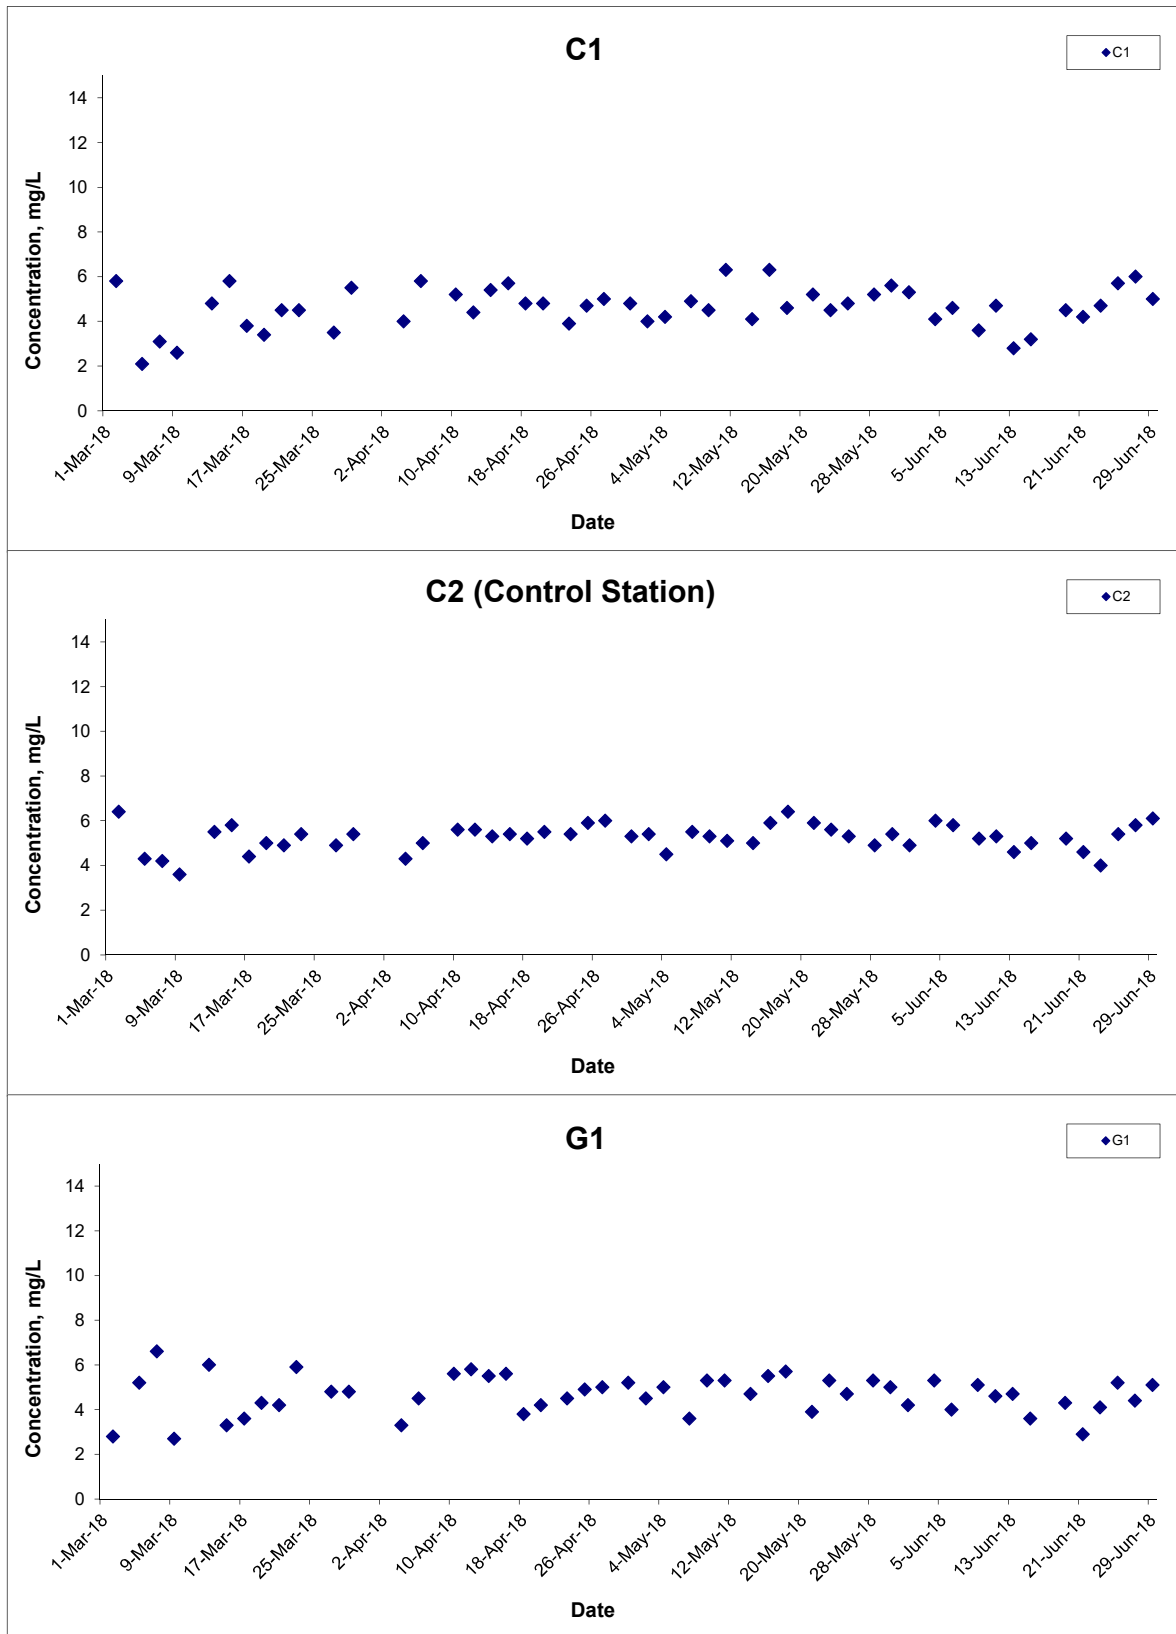 C1
C1
14
12
10
8
6
4
2
0
Concentration, mg/L
1-Mar-18
9-Mar-18
17-Mar-18
25-Mar-18
2-Apr-18
10-Apr-18
18-Apr-18
26-Apr-18
4-May-18
12-May-18
20-May-18
28-May-18
5-Jun-18
13-Jun-18
21-Jun-18
29-Jun-18
Date
C2 (Control Station)
C2
14
12
10
8
6
4
2
0
Concentration, mg/L
1-Mar-18
9-Mar-18
17-Mar-18
25-Mar-18
2-Apr-18
10-Apr-18
18-Apr-18
26-Apr-18
4-May-18
12-May-18
20-May-18
28-May-18
5-Jun-18
13-Jun-18
21-Jun-18
29-Jun-18
Date
G1
G1
14
12
10
8
6
4
2
0
Concentration, mg/L
1-Mar-18
9-Mar-18
17-Mar-18
25-Mar-18
2-Apr-18
10-Apr-18
18-Apr-18
26-Apr-18
4-May-18
12-May-18
20-May-18
28-May-18
5-Jun-18
13-Jun-18
21-Jun-18
29-Jun-18
Date